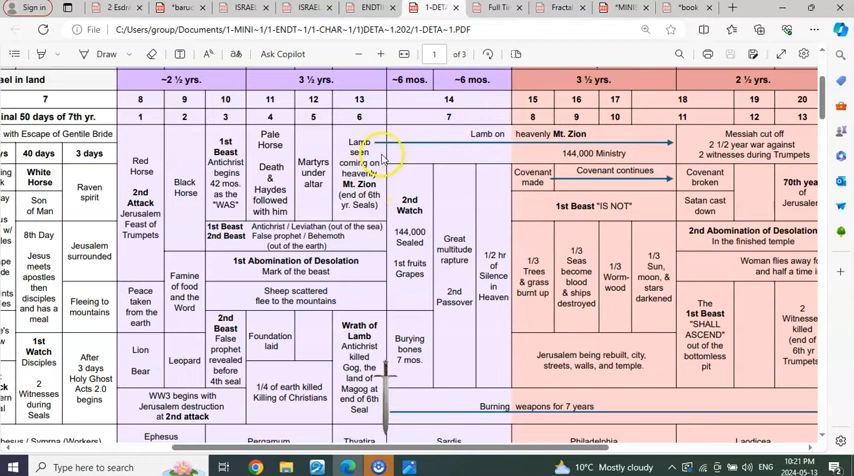 Sign in
2 Esdra
*baruc
ISRAEL
ISRAEL
ENDTI
1-DETA
Full Tim
Fractal
*MINIS
*book
File
C:/Users/group/Documents/1-MINI~1/1-ENDT~1/1-CHAR~1/1)DETA~1.202/1-DETA~1.PDF
Draw
Ask Copilot
1 of 3
ael in land
~2 ½ yrs.
3 ½ yrs.
~6 mos.
~6 mos.
3 ½ yrs.
2 ½ yrs.
7 8 9 10 11 12 13 14 15 16 17 18 19 20
inal 50 days of 7th yr.
1 2 3 4 5 6 7 8 9 10 11 12 13
with Escape of Gentile Bride
40 days
3 days
White
Horse
Son of
Man
8th Day
Jesus
meets
apostles
then
disciples
and has a
meal
1st
Watch
Disciples
2
Witnesses
during
Seals
Raven
spirit
Jerusalem
surrounded
Fleeing to
mountains
After
3 days
Holy Ghost
Acts 2.0
begins
Red
Horse
2nd
Attack
Jerusalem
Feast of
Trumpets
Peace
taken
from the
earth
Lion
Bear
Black
Horse
Famine
of food
and the
Word
Leopard
WW3 begins with
Jerusalem destruction
at 2nd attack
1st
Beast
Antichrist
begins
42 mos.
as the
"WAS"
Pale
Horse
Death
&
Haydes
followed
with him
Martyrs
under
altar
Lamb
seen
coming on
heavenly
Mt. Zion
(end of 6th
yr. Seals)
1st Beast Antichrist / Leviathan (out of the sea)
2nd Beast False prophet / Behemoth
(out of the earth)
1st Abomination of Desolation
Mark of the beast
Sheep scattered
flee to the mountains
2nd
Beast
False
prophet
revealed
before
4th seal
Foundation
laid
1/4 of earth killed
Killing of Christians
Wrath of
Lamb
Antichrist
killed
Gog, the
land of
Magog at
end of 6th
Seal
Lamb on heavenly Mt. Zion
144,000 Ministry
2nd
Watch
144,000
Sealed
1st fruits
Grapes
Burying
bones
7 mos.
Great
multitude
rapture
2nd
Passover
1/2 hr
of
Silence
in
Heaven
Covenant
made
Covenant continues
1st Beast "IS NOT"
1/3
Trees
& grass
burnt up
1/3
Seas
become
blood
& ships
destroyed
1/3
Worm-
wood
1/3
Sun,
moon, &
stars
darkened
Jerusalem being rebuilt, city,
streets, walls, and temple.
Burning weapons for 7 years
Messiah cut off
2 1/2 year war against
2 witnesses during Trumpets
Covenant
broken
Satan cast
down
70th yea
of
Jerusal
2nd Abomination of
In the finished temple
Woman flies away
and half a time i
The
1st Beast
"SHALL
ASCEND"
out of the
bottomless
pit
2
Witnesse
killed
(end of
6th yr
Trumpets
Ephesus
Pergamum
Thyatira
Sardis
Philadelphia
Laodicea
Type here to search
10°C Mostly cloudy
ENG
10:21 PM
2024-05-13